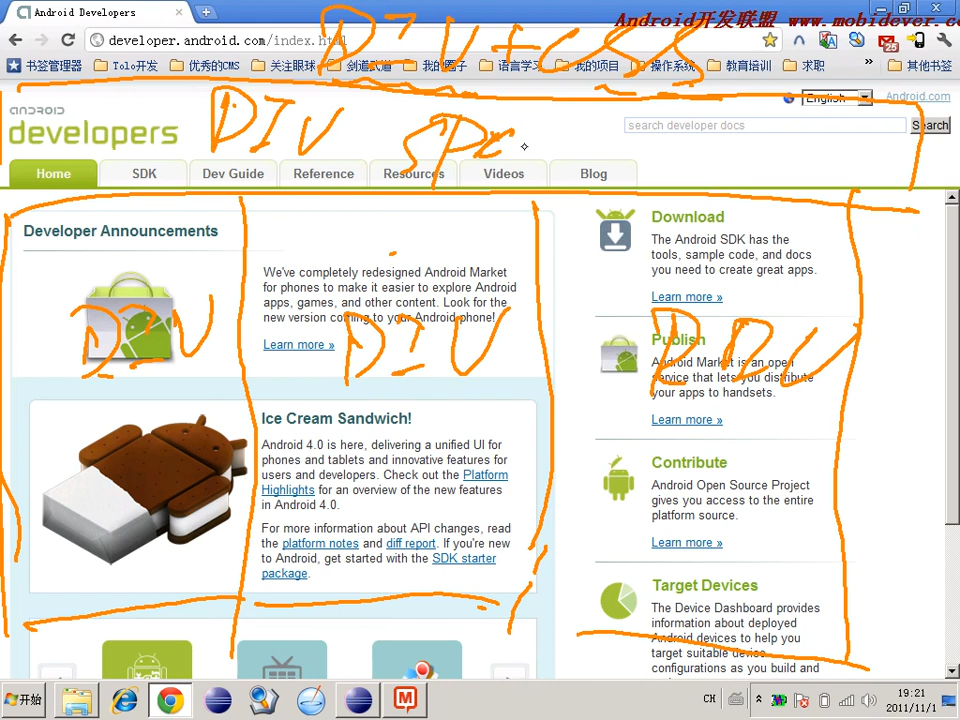 Android Developers
Android开发联盟 www.mobidever.co
developer.android.com/index.html
DIV+CSS
25
书签管理器 Tolo开发 优秀的CMS 关注眼球 剑道武道 我的圈子 语言学习 我的项目 操作系统 教育培训 求职 » 其他书签
ANDROID
developers
DIV
English
Android.com
search developer docs
Search
Home SDK Dev Guide Reference Resources Videos Blog
Developer Announcements
We've completely redesigned Android Market
for phones to make it easier to explore Android
apps, games, and other content. Look for the
new version coming to your Android phone!
Learn more »
DIV
DIV
Ice Cream Sandwich!
Android 4.0 is here, delivering a unified UI for
phones and tablets and innovative features for
users and developers. Check out the Platform
Highlights for an overview of the new features
in Android 4.0.
For more information about API changes, read
the platform notes and diff report. If you're new
to Android, get started with the SDK starter
package.
Download
The Android SDK has the
tools, sample code, and docs
you need to create great apps.
Learn more »
Publish
Android Market is an open
service that lets you distribute
your apps to handsets.
Learn more »
DIV
Contribute
Android Open Source Project
gives you access to the entire
platform source.
Learn more »
Target Devices
The Device Dashboard provides
information about deployed
Android devices to help you
target suitable device
configurations as you build and
开始
CH
19:21
2011/11/1